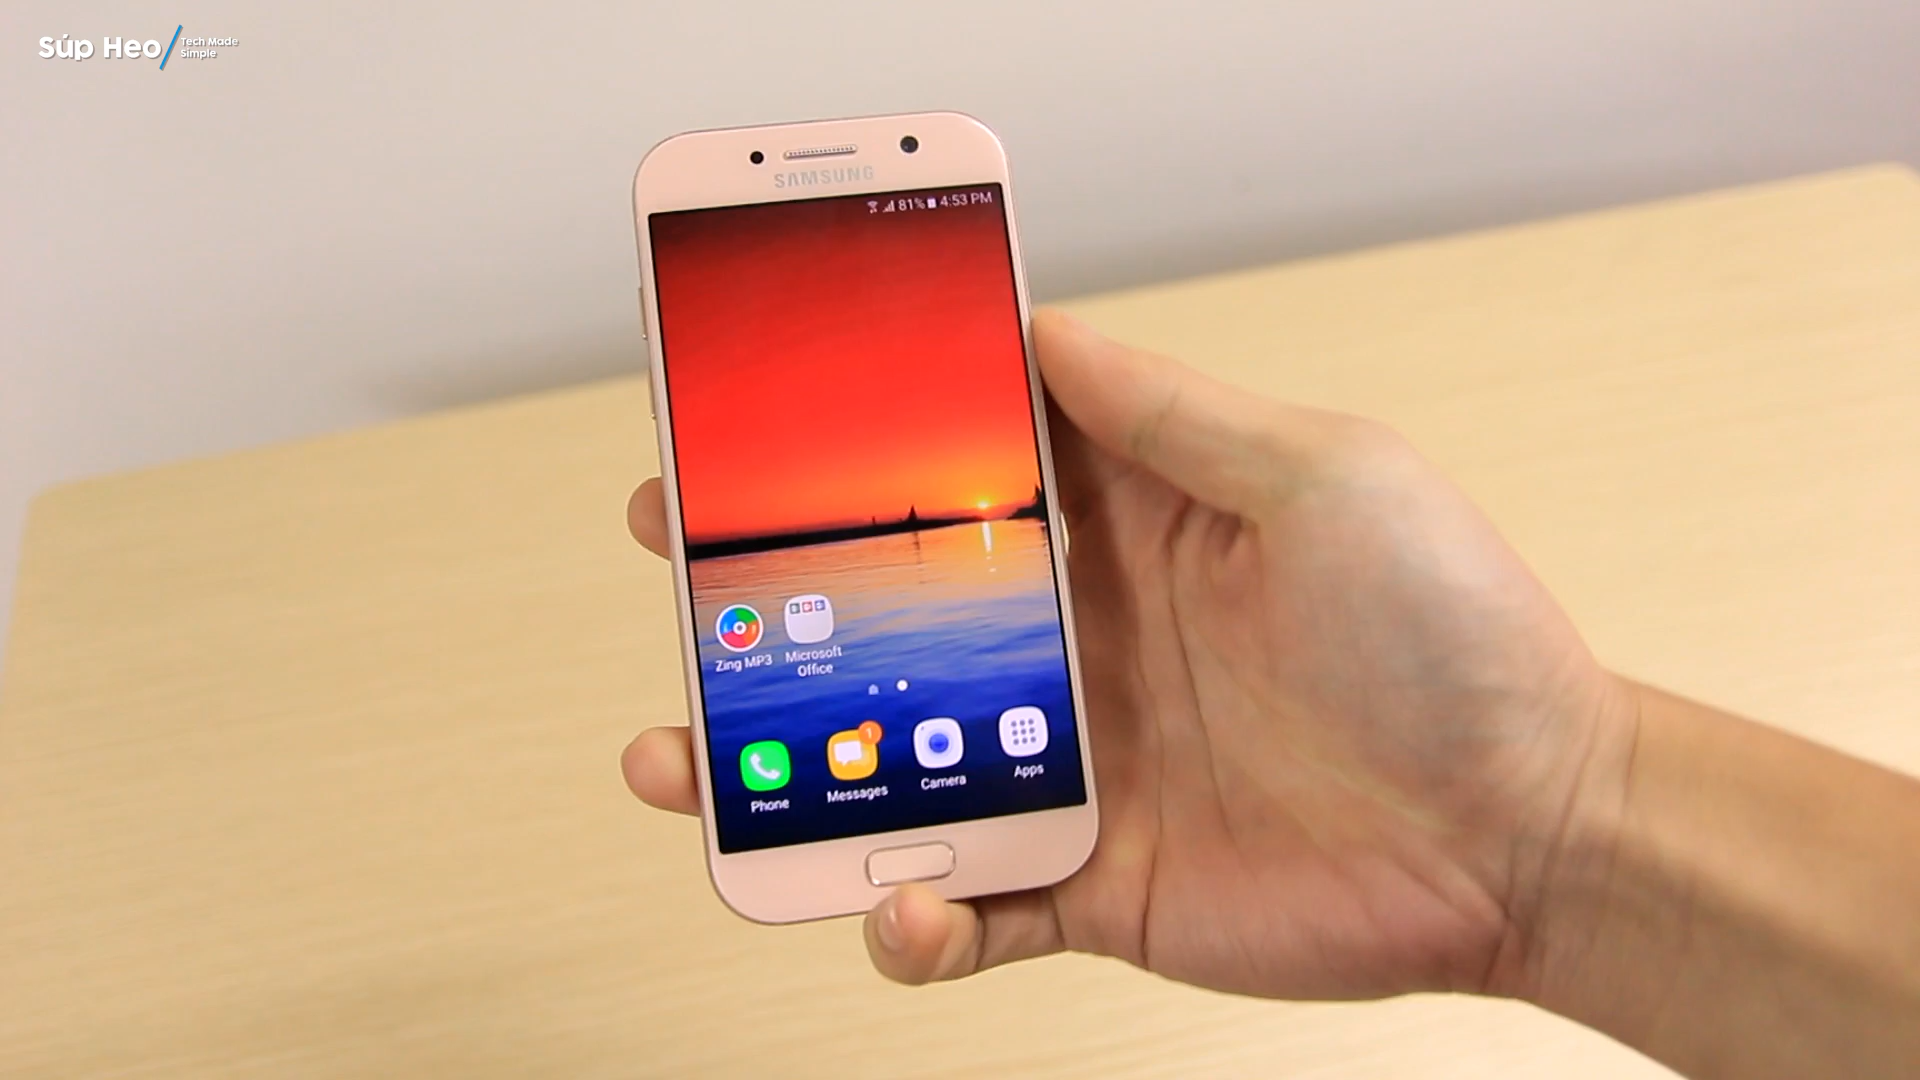 Súp Heo
Tech Made
Simple
SAMSUNG
81% 4:53 PM
Zing MP3
Microsoft
Office
1
Phone
Messages
Camera
Apps